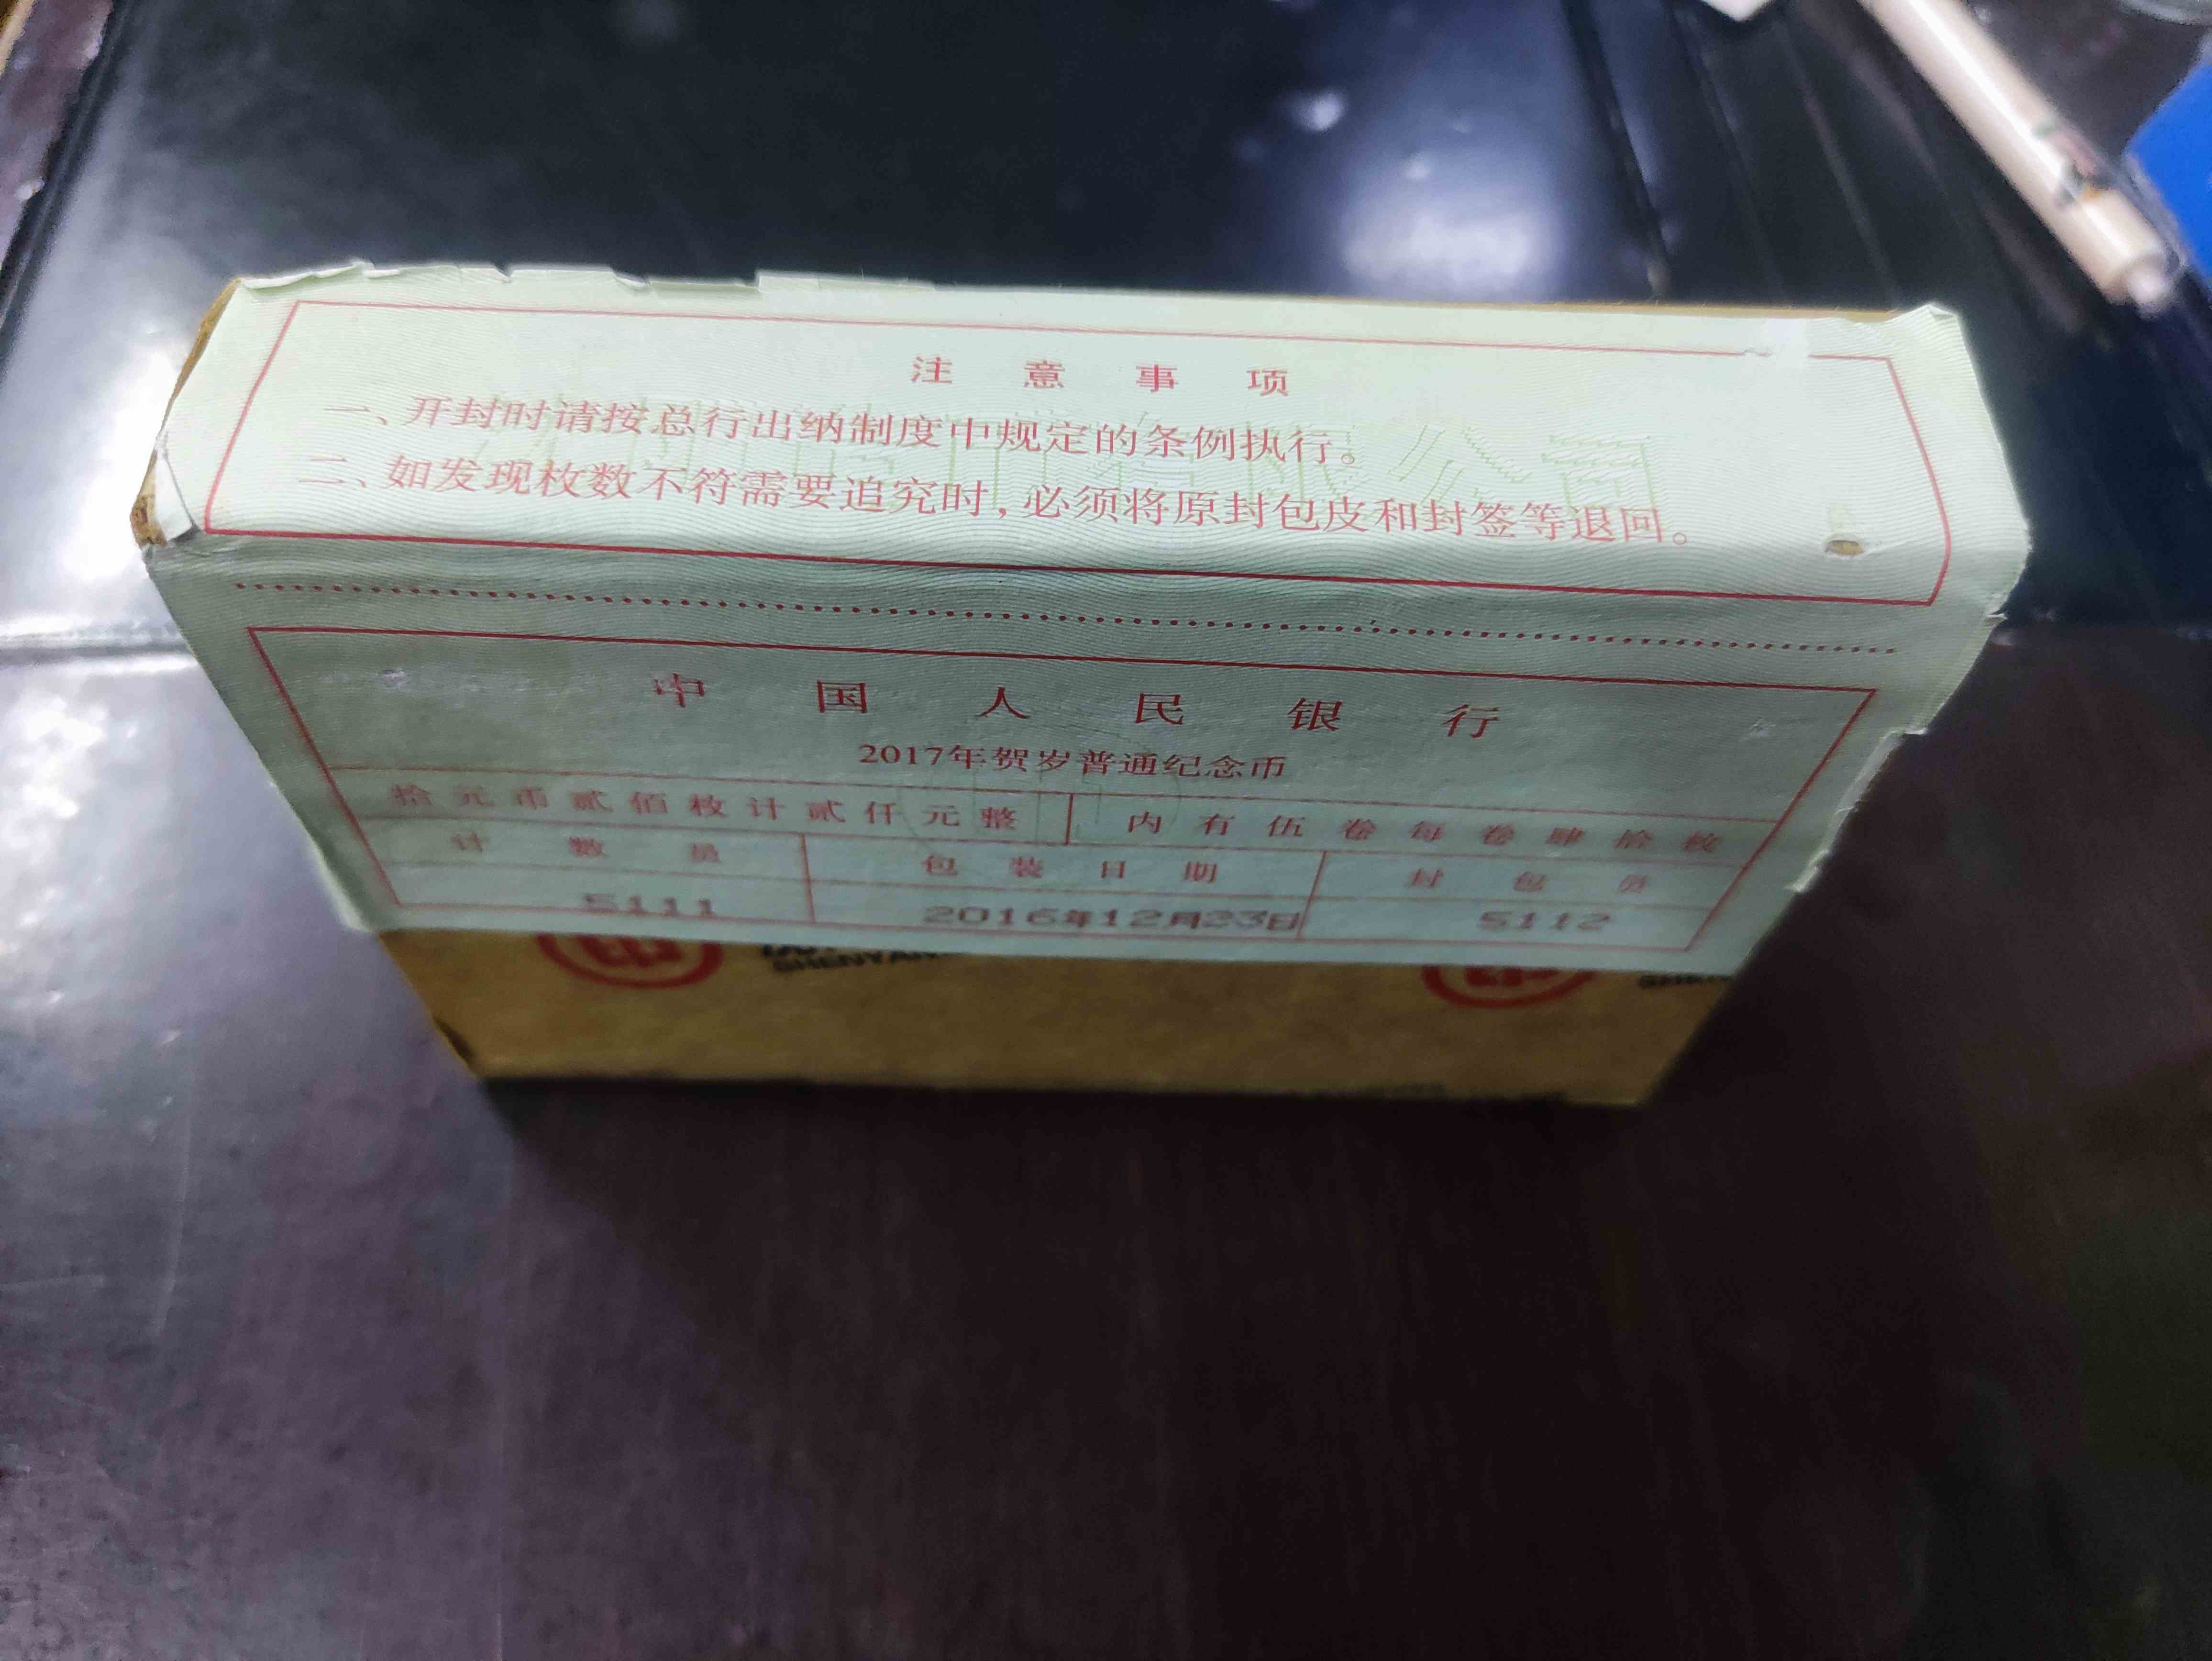 注意事项
一、开封时请按总行出纳制度中规定的条例执行。
二、如发现枚数不符需要追究时，必须将原封包皮和封签等退回。
中国人民银行
2017年贺岁普通纪念币
拾元币贰佰枚计贰仟元整 内有伍卷每卷肆拾枚
计数员 包装日期 封包员
5111 2016年12月23日 5112
SHENYAN